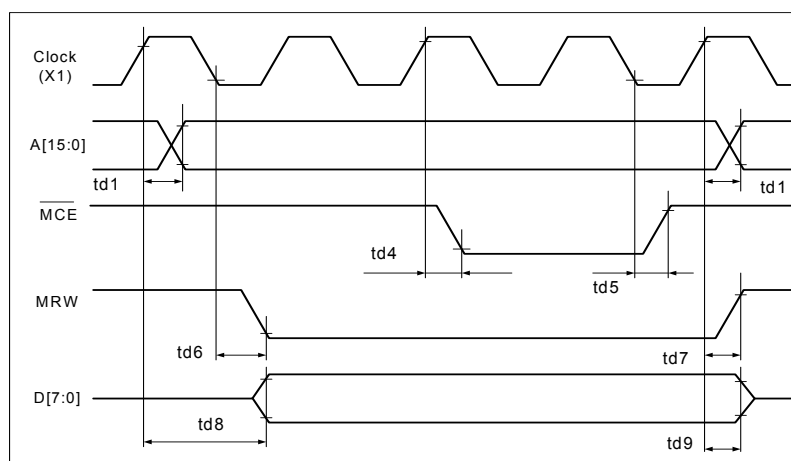 Clock
(X1)
A[15:0]
td1
td1
MCE
td4
td5
MRW
td6
td7
D[7:0]
td8
td9